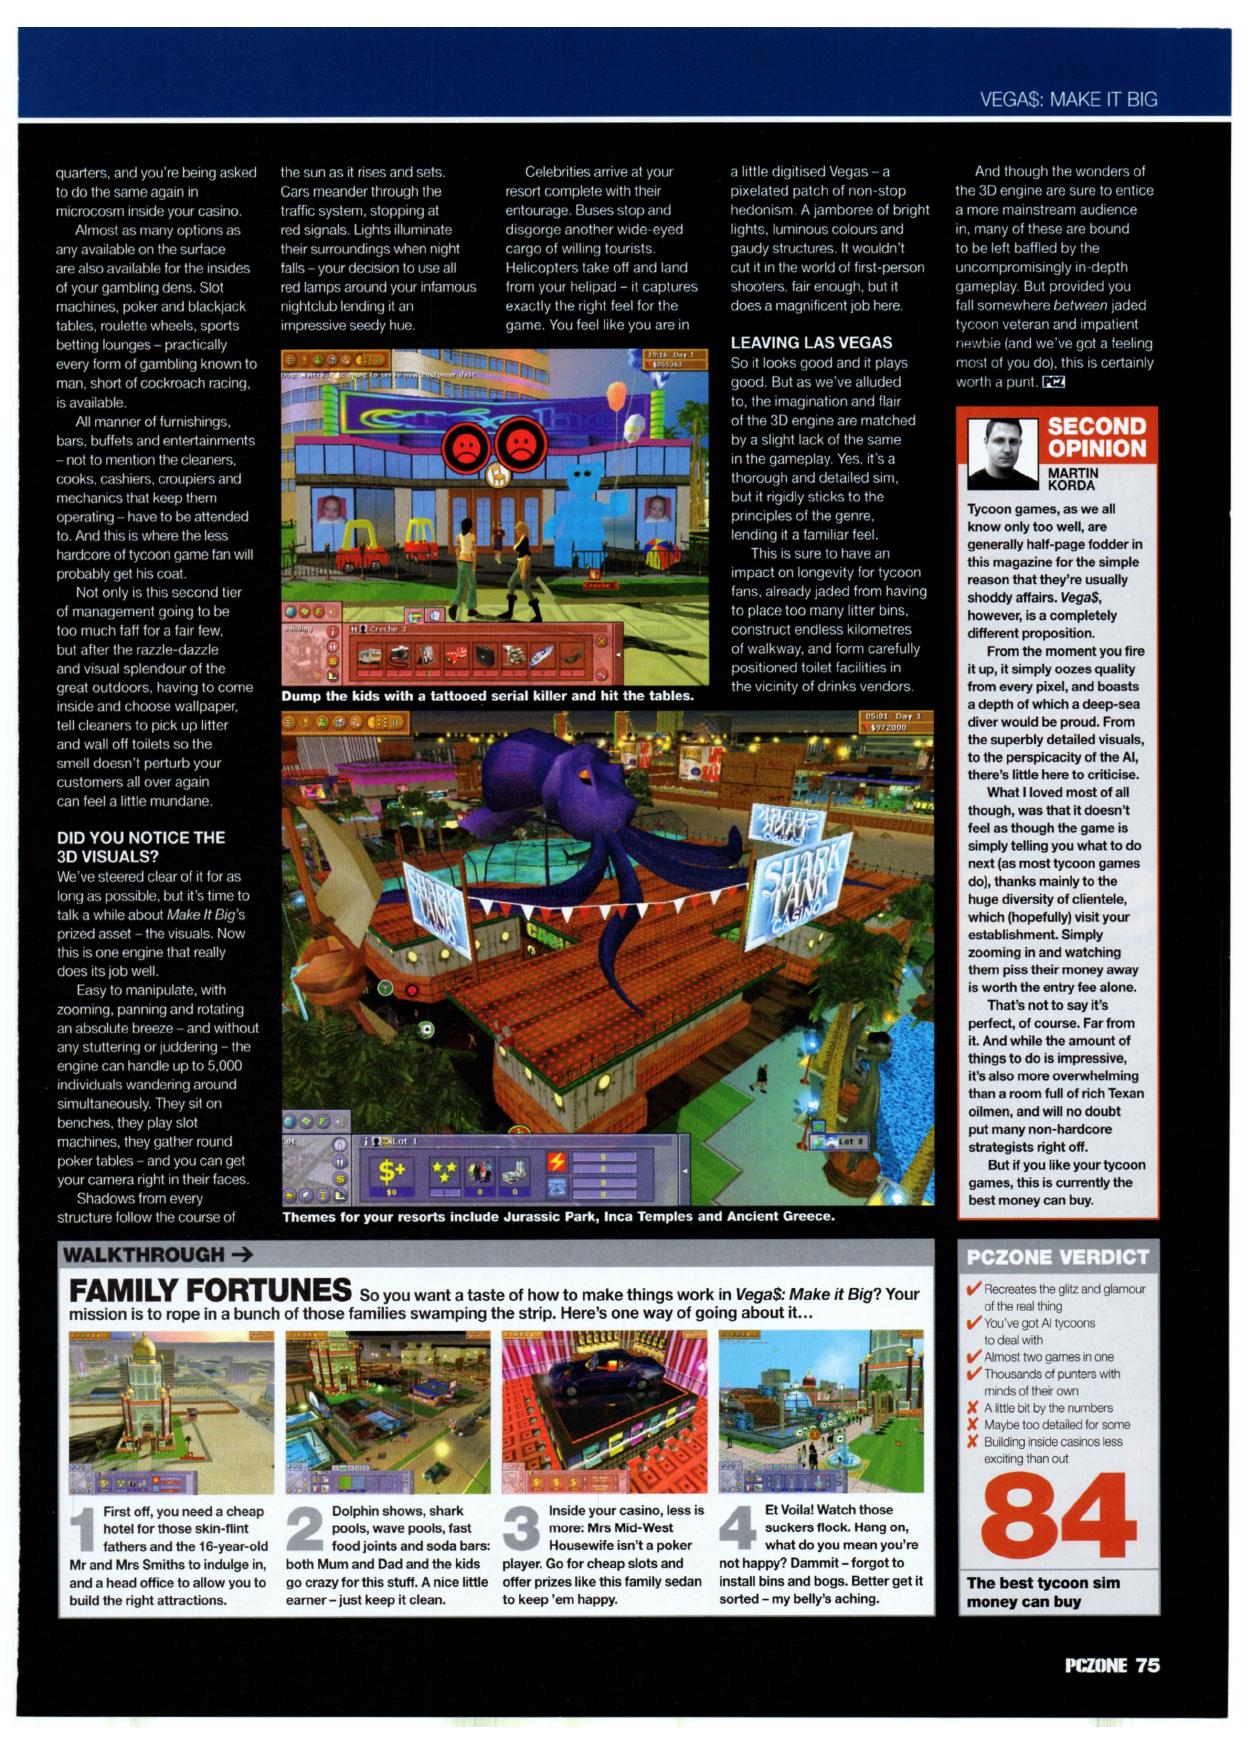 VEGA$: MAKE IT BIG
quarters, and you're being asked
to do the same again in
microcosm inside your casino.
Almost as many options as
any available on the surface
are also available for the insides
of your gambling dens. Slot
machines, poker and blackjack
tables, roulette wheels, sports
betting lounges – practically
every form of gambling known to
man, short of cockroach racing,
is available.
All manner of furnishings,
bars, buffets and entertainments
– not to mention the cleaners,
cooks, cashiers, croupiers and
mechanics that keep them
operating – have to be attended
to. And this is where the less
hardcore of tycoon game fan will
probably get his coat.
Not only is this second tier
of management going to be
too much faff for a fair few,
but after the razzle-dazzle
and visual splendour of the
great outdoors, having to come
inside and choose wallpaper,
tell cleaners to pick up litter
and wall off toilets so the
smell doesn't perturb your
customers all over again
can feel a little mundane.
DID YOU NOTICE THE
3D VISUALS?
We've steered clear of it for as
long as possible, but it's time to
talk a while about Make It Big's
prized asset – the visuals. Now
this is one engine that really
does its job well.
Easy to manipulate, with
zooming, panning and rotating
an absolute breeze – and without
any stuttering or juddering – the
engine can handle up to 5,000
individuals wandering around
simultaneously. They sit on
benches, they play slot
machines, they gather round
poker tables – and you can get
your camera right in their faces.
Shadows from every
structure follow the course of
the sun as it rises and sets.
Cars meander through the
traffic system, stopping at
red signals. Lights illuminate
their surroundings when night
falls – your decision to use all
red lamps around your infamous
nightclub lending it an
impressive seedy hue.
Celebrities arrive at your
resort complete with their
entourage. Buses stop and
disgorge another wide-eyed
cargo of willing tourists.
Helicopters take off and land
from your helipad – it captures
exactly the right feel for the
game. You feel like you are in
a little digitised Vegas – a
pixelated patch of non-stop
hedonism. A jamboree of bright
lights, luminous colours and
gaudy structures. It wouldn't
cut it in the world of first-person
shooters, fair enough, but it
does a magnificent job here.
LEAVING LAS VEGAS
So it looks good and it plays
good. But as we've alluded
to, the imagination and flair
of the 3D engine are matched
by a slight lack of the same
in the gameplay. Yes, it's a
thorough and detailed sim,
but it rigidly sticks to the
principles of the genre,
lending it a familiar feel.
This is sure to have an
impact on longevity for tycoon
fans, already jaded from having
to place too many litter bins,
construct endless kilometres
of walkway, and form carefully
positioned toilet facilities in
the vicinity of drinks vendors.
And though the wonders of
the 3D engine are sure to entice
a more mainstream audience
in, many of these are bound
to be left baffled by the
uncompromisingly in-depth
gameplay. But provided you
fall somewhere between jaded
tycoon veteran and impatient
newbie (and we've got a feeling
most of you do), this is certainly
worth a punt. PCZ
19:16 Day 1
Creche 3
Creche 3
Dump the kids with a tattooed serial killer and hit the tables.
05:01 Day 1
$972000
SHARK
TANK
CASINO
SHARK
TANK
CASINO
Lot 1
Lot 8
$0
Themes for your resorts include Jurassic Park, Inca Temples and Ancient Greece.
SECOND
OPINION
MARTIN
KORDA
Tycoon games, as we all
know only too well, are
generally half-page fodder in
this magazine for the simple
reason that they're usually
shoddy affairs. Vega$,
however, is a completely
different proposition.
From the moment you fire
it up, it simply oozes quality
from every pixel, and boasts
a depth of which a deep-sea
diver would be proud. From
the superbly detailed visuals,
to the perspicacity of the AI,
there's little here to criticise.
What I loved most of all
though, was that it doesn't
feel as though the game is
simply telling you what to do
next (as most tycoon games
do), thanks mainly to the
huge diversity of clientele,
which (hopefully) visit your
establishment. Simply
zooming in and watching
them piss their money away
is worth the entry fee alone.
That's not to say it's
perfect, of course. Far from
it. And while the amount of
things to do is impressive,
it's also more overwhelming
than a room full of rich Texan
oilmen, and will no doubt
put many non-hardcore
strategists right off.
But if you like your tycoon
games, this is currently the
best money can buy.
WALKTHROUGH →
FAMILY FORTUNES So you want a taste of how to make things work in Vega$: Make it Big? Your
mission is to rope in a bunch of those families swamping the strip. Here's one way of going about it...
1 First off, you need a cheap
hotel for those skin-flint
fathers and the 16-year-old
Mr and Mrs Smiths to indulge in,
and a head office to allow you to
build the right attractions.
2 Dolphin shows, shark
pools, wave pools, fast
food joints and soda bars:
both Mum and Dad and the kids
go crazy for this stuff. A nice little
earner – just keep it clean.
3 Inside your casino, less is
more: Mrs Mid-West
Housewife isn't a poker
player. Go for cheap slots and
offer prizes like this family sedan
to keep 'em happy.
4 Et Voila! Watch those
suckers flock. Hang on,
what do you mean you're
not happy? Dammit – forgot to
install bins and bogs. Better get it
sorted – my belly's aching.
PCZONE VERDICT
✓ Recreates the glitz and glamour
of the real thing
✓ You've got AI tycoons
to deal with
✓ Almost two games in one
✓ Thousands of punters with
minds of their own
✗ A little bit by the numbers
✗ Maybe too detailed for some
✗ Building inside casinos less
exciting than out
84
The best tycoon sim
money can buy
PCZONE 75